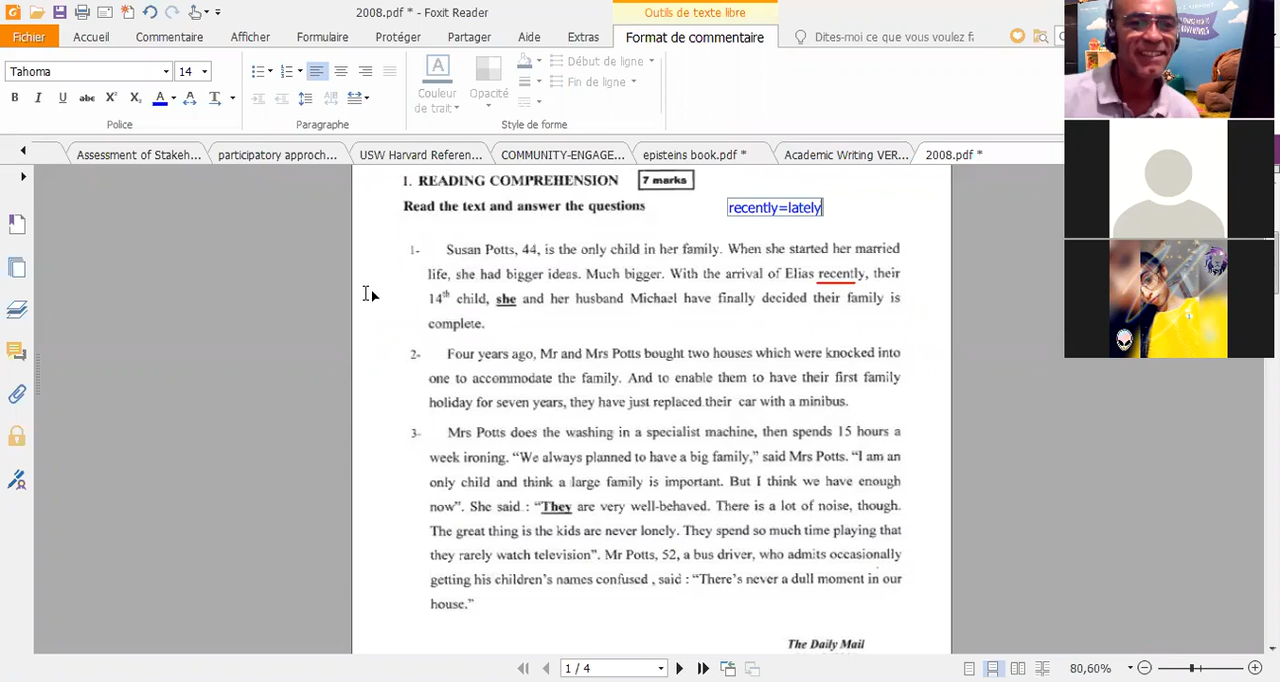 2008.pdf * - Foxit Reader
Outils de texte libre
Fichier Accueil Commentaire Afficher Formulaire Protéger Partager Aide Extras Format de commentaire Dites-moi ce que vous voulez f
Tahoma 14
Début de ligne
Couleur de trait Opacité
Fin de ligne
Police Paragraphe Style de forme
Assessment of Stakeh... participatory approch... USW Harvard Referen... COMMUNITY-ENGAGE... episteins book.pdf * Academic Writing VER... 2008.pdf *
1. READING COMPREHENSION 7 marks
Read the text and answer the questions
recently=lately
1- Susan Potts, 44, is the only child in her family. When she started her married
life, she had bigger ideas. Much bigger. With the arrival of Elias recently, their
14th child, she and her husband Michael have finally decided their family is
complete.
2- Four years ago, Mr and Mrs Potts bought two houses which were knocked into
one to accommodate the family. And to enable them to have their first family
holiday for seven years, they have just replaced their car with a minibus.
3- Mrs Potts does the washing in a specialist machine, then spends 15 hours a
week ironing. “We always planned to have a big family,” said Mrs Potts. “I am an
only child and think a large family is important. But I think we have enough
now”. She said : “They are very well-behaved. There is a lot of noise, though.
The great thing is the kids are never lonely. They spend so much time playing that
they rarely watch television”. Mr Potts, 52, a bus driver, who admits occasionally
getting his children’s names confused , said : “There’s never a dull moment in our
house.”
The Daily Mail
1 / 4
80,60%